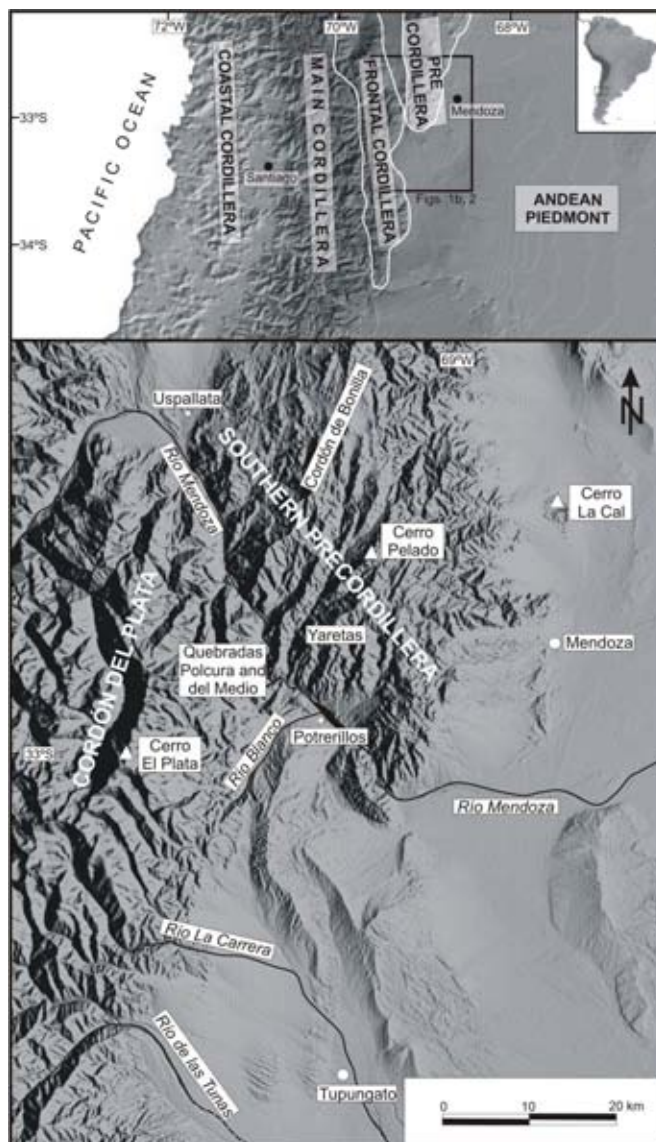 72°W
70°W
68°W
33°S
34°S
PACIFIC OCEAN
COASTAL CORDILLERA
MAIN CORDILLERA
FRONTAL CORDILLERA
PRE
CORDILLERA
Mendoza
Santiago
Figs. 1b, 2
ANDEAN
PIEDMONT
69°W
N
Uspallata
Cordón de Bonilla
Río Mendoza
SOUTHERN PRECORDILLERA
Cerro
La Cal
Cerro
Pelado
CORDÓN DEL PLATA
Yaretas
Mendoza
Quebradas
Polcura and
del Medio
33°S
Cerro
El Plata
Río Blanco
Potrerillos
Río Mendoza
Río La Carrera
Río de las Tunas
Tupungato
0 10 20 km